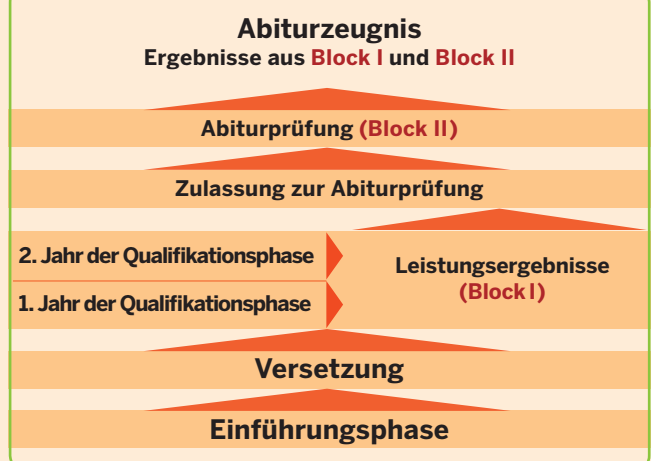 Abiturzeugnis
Ergebnisse aus Block I und Block II
Abiturprüfung (Block II)
Zulassung zur Abiturprüfung
2. Jahr der Qualifikationsphase
1. Jahr der Qualifikationsphase
Leistungsergebnisse
(Block I)
Versetzung
Einführungsphase